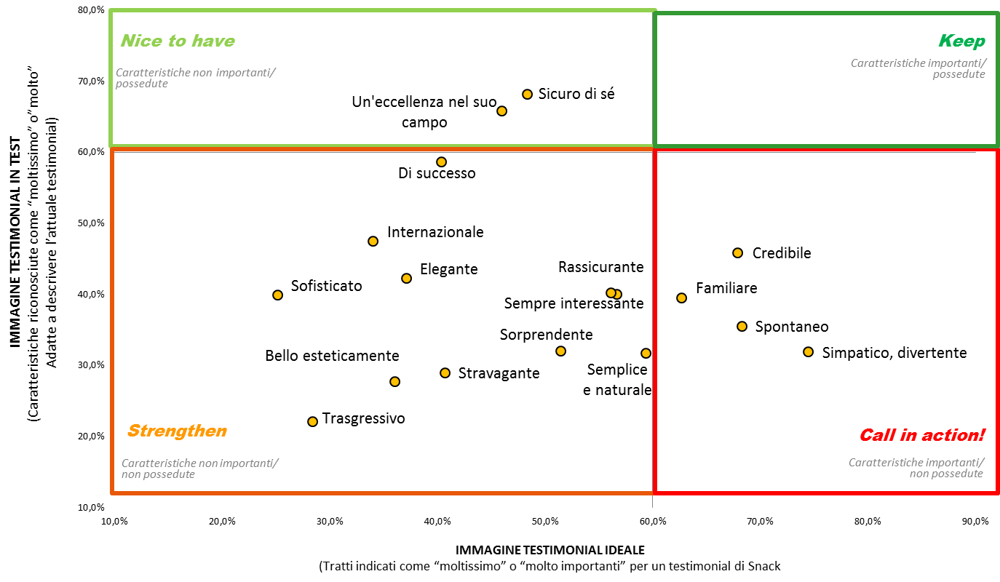 80,0%
Nice to have
Keep
Caratteristiche non importanti/
possedute
Caratteristiche importanti/
possedute
70,0%
Un'eccellenza nel suo
campo
Sicuro di sé
60,0%
Di successo
50,0%
Internazionale
Credibile
Elegante
Rassicurante
Sofisticato
Familiare
40,0%
Sempre interessante
Spontaneo
Sorprendente
Simpatico, divertente
Bello esteticamente
30,0%
Semplice
e naturale
Stravagante
Trasgressivo
20,0%
Strengthen
Call in action!
Caratteristiche non importanti/
non possedute
Caratteristiche importanti/
non possedute
10,0%
10,0% 20,0% 30,0% 40,0% 50,0% 60,0% 70,0% 80,0% 90,0%
IMMAGINE TESTIMONIAL IN TEST
(Caratteristiche riconosciute come “moltissimo” o”molto”
Adatte a descrivere l’attuale testimonial)
IMMAGINE TESTIMONIAL IDEALE
(Tratti indicati come “moltissimo” o “molto importanti” per un testimonial di Snack